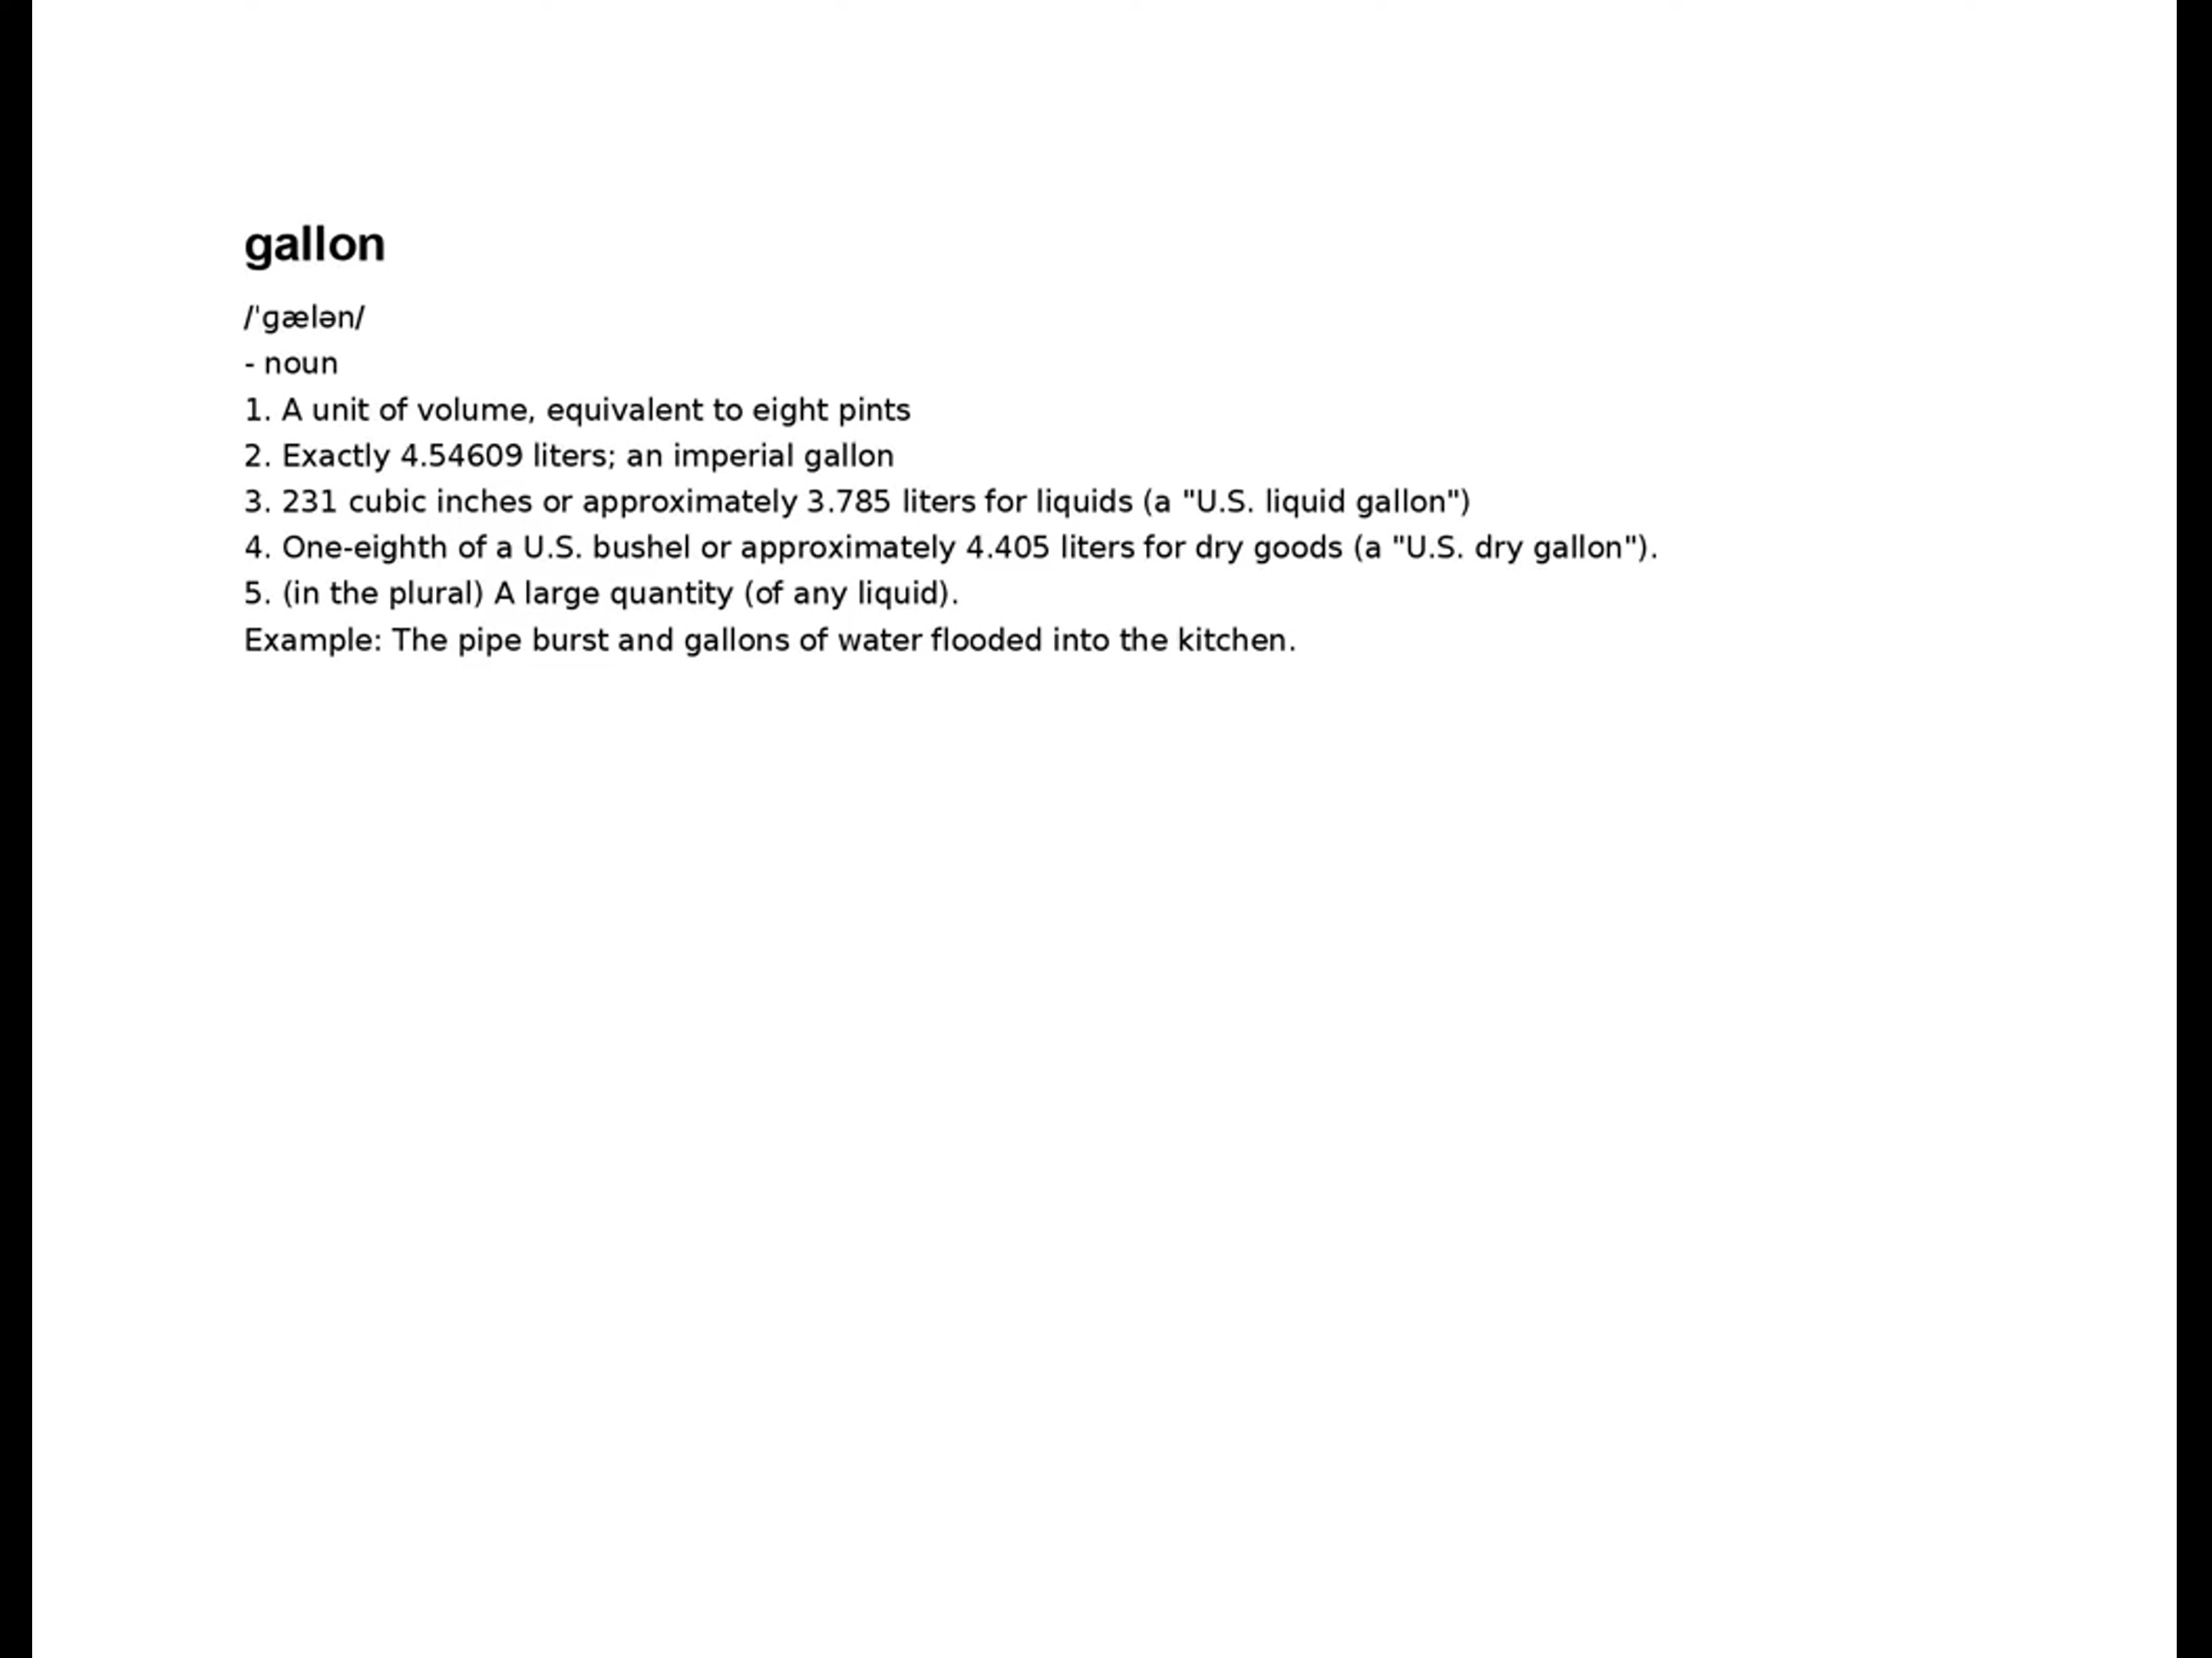 gallon
/ˈɡælən/
- noun
1. A unit of volume, equivalent to eight pints
2. Exactly 4.54609 liters; an imperial gallon
3. 231 cubic inches or approximately 3.785 liters for liquids (a "U.S. liquid gallon")
4. One-eighth of a U.S. bushel or approximately 4.405 liters for dry goods (a "U.S. dry gallon").
5. (in the plural) A large quantity (of any liquid).
Example: The pipe burst and gallons of water flooded into the kitchen.